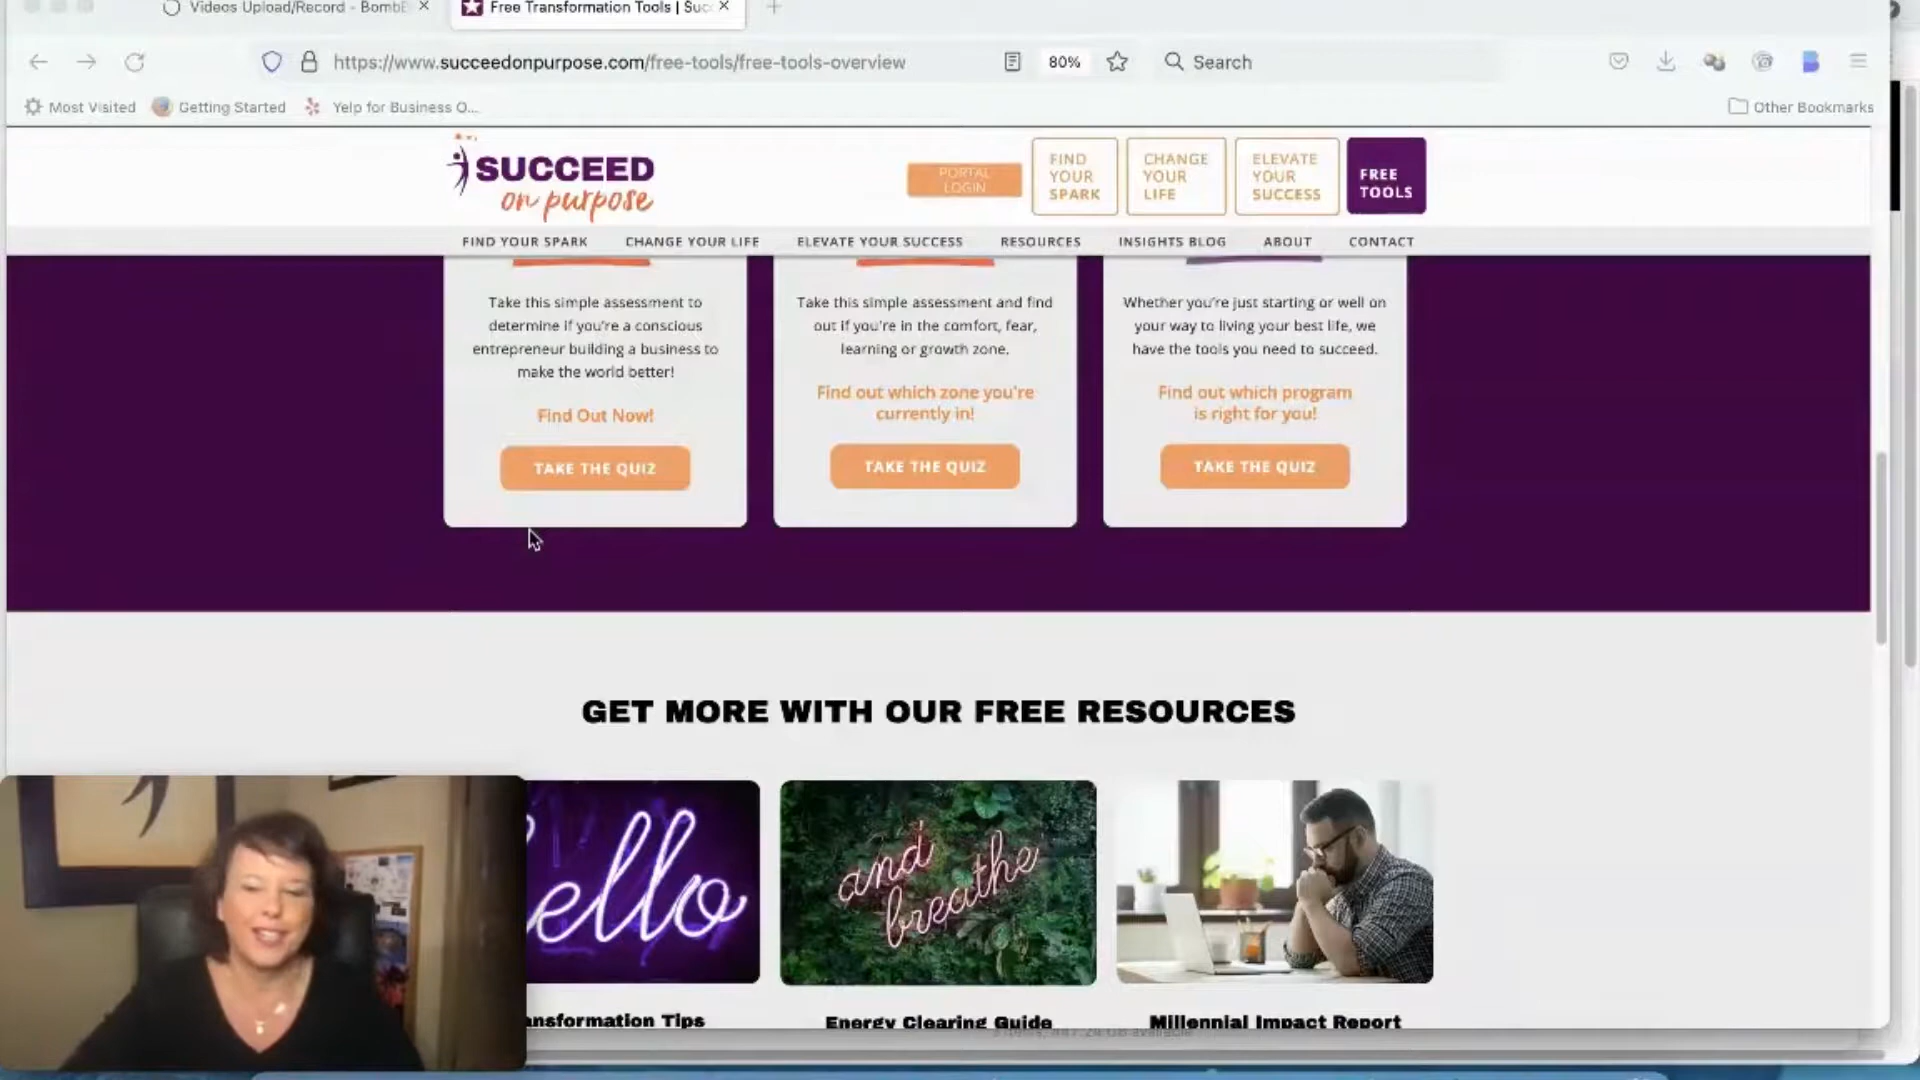 Videos Upload/Record - BombB
Free Transformation Tools | Suc
https://www.succeedonpurpose.com/free-tools/free-tools-overview
80%
Search
Most Visited
Getting Started
Yelp for Business O...
Other Bookmarks
SUCCEED
on purpose
PORTAL
LOGIN
FIND
YOUR
SPARK
CHANGE
YOUR
LIFE
ELEVATE
YOUR
SUCCESS
FREE
TOOLS
FIND YOUR SPARK
CHANGE YOUR LIFE
ELEVATE YOUR SUCCESS
RESOURCES
INSIGHTS BLOG
ABOUT
CONTACT
Take this simple assessment to
determine if you're a conscious
entrepreneur building a business to
make the world better!
Find Out Now!
TAKE THE QUIZ
Take this simple assessment and find
out if you're in the comfort, fear,
learning or growth zone.
Find out which zone you're
currently in!
TAKE THE QUIZ
Whether you're just starting or well on
your way to living your best life, we
have the tools you need to succeed.
Find out which program
is right for you!
TAKE THE QUIZ
GET MORE WITH OUR FREE RESOURCES
ello
and
breathe
ansformation Tips
Energy Clearing Guide
Millennial Impact Report